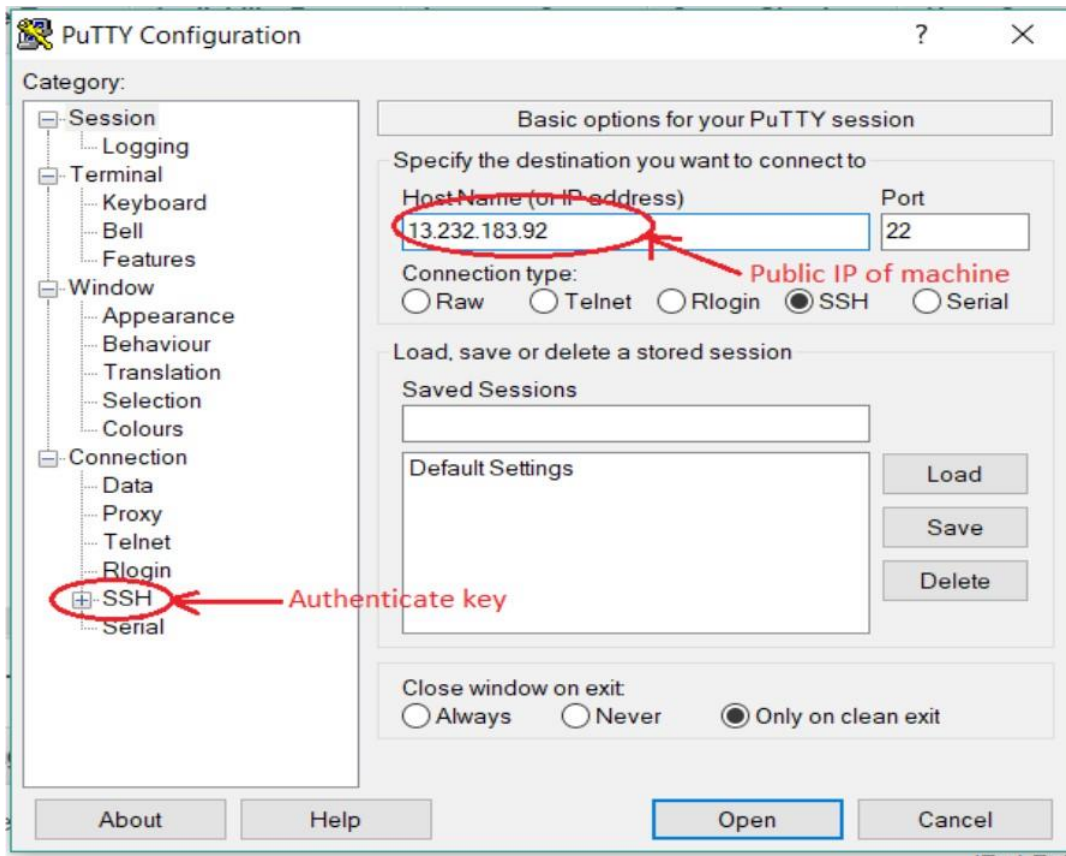 PuTTY Configuration
?
Category:
Session
Logging
Terminal
Keyboard
Bell
Features
Window
Appearance
Behaviour
Translation
Selection
Colours
Connection
Data
Proxy
Telnet
Rlogin
SSH
Serial
Authenticate key
Basic options for your PuTTY session
Specify the destination you want to connect to
Host Name (or IP address) Port
13.232.183.92 22
Public IP of machine
Connection type:
Raw Telnet Rlogin SSH Serial
Load, save or delete a stored session
Saved Sessions
Default Settings
Load
Save
Delete
Close window on exit:
Always Never Only on clean exit
About Help Open Cancel